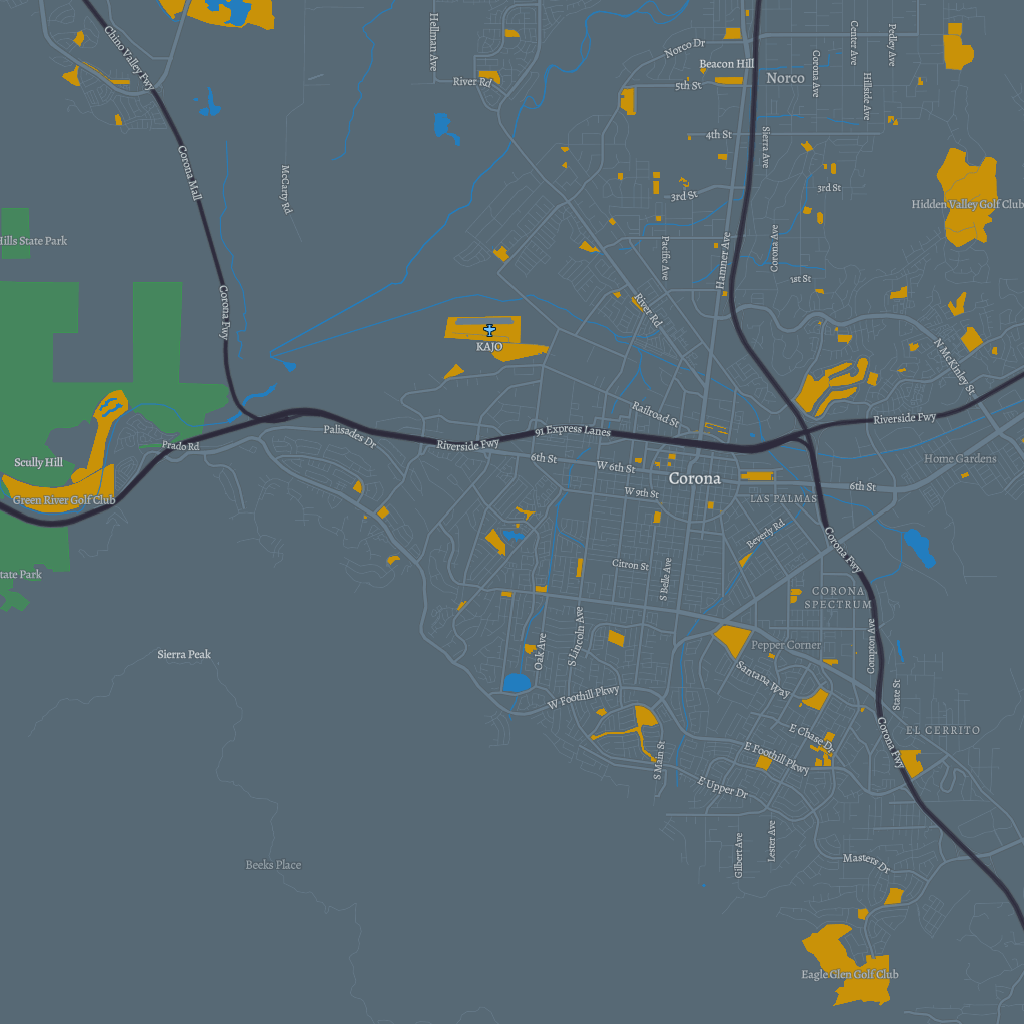 Chino Valley Fwy
Hellman Ave
Norco Dr
Beacon Hill
Norco
Center Ave
Pedley Ave
Corona Ave
Hillside Ave
River Rd
5th St
4th St
Sierra Ave
Corona Mall
McCarty Rd
3rd St
3rd St
Hidden Valley Golf Club
Hills State Park
Pacific Ave
Hamner Ave
Corona Ave
1st St
Corona Fwy
River Rd
KAJO
N McKinley St
Railroad St
Riverside Fwy
Palisades Dr
Riverside Fwy
91 Express Lanes
Prado Rd
Scully Hill
6th St
W 6th St
Corona
Home Gardens
Green River Golf Club
W 9th St
LAS PALMAS
6th St
Beverly Rd
Corona Fwy
Citron St
S Belle Ave
tate Park
CORONA
SPECTRUM
Oak Ave
S Lincoln Ave
Pepper Corner
Compton Ave
Sierra Peak
Santana Way
State St
W Foothill Pkwy
E Chase Dr
EL CERRITO
Corona Fwy
S Main St
E Foothill Pkwy
E Upper Dr
Gilbert Ave
Lester Ave
Masters Dr
Beeks Place
Eagle Glen Golf Club